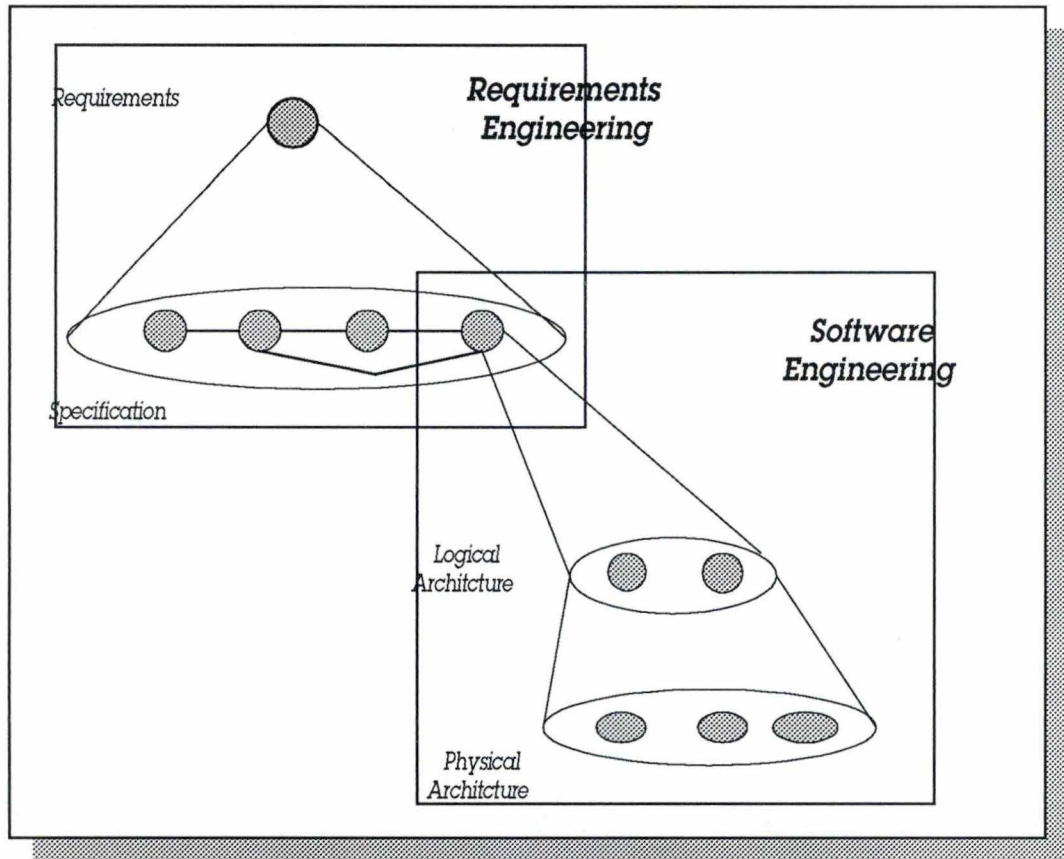 Requirements
Requirements
Engineering
Specification
Software
Engineering
Logical
Architcture
Physical
Architcture